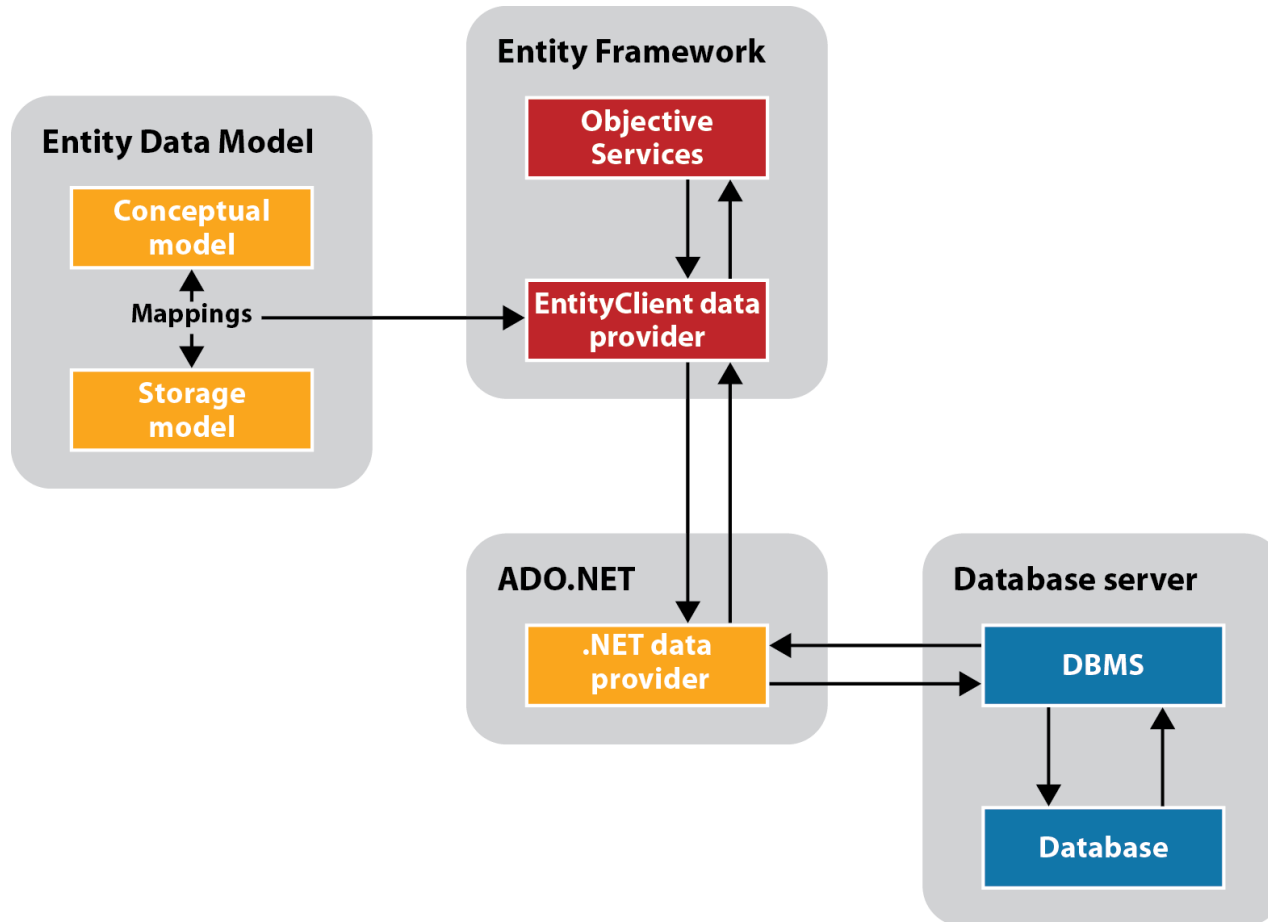 Entity Framework
Objective
Services
EntityClient data
provider
Entity Data Model
Conceptual
model
Mappings
Storage
model
ADO.NET
.NET data
provider
Database server
DBMS
Database